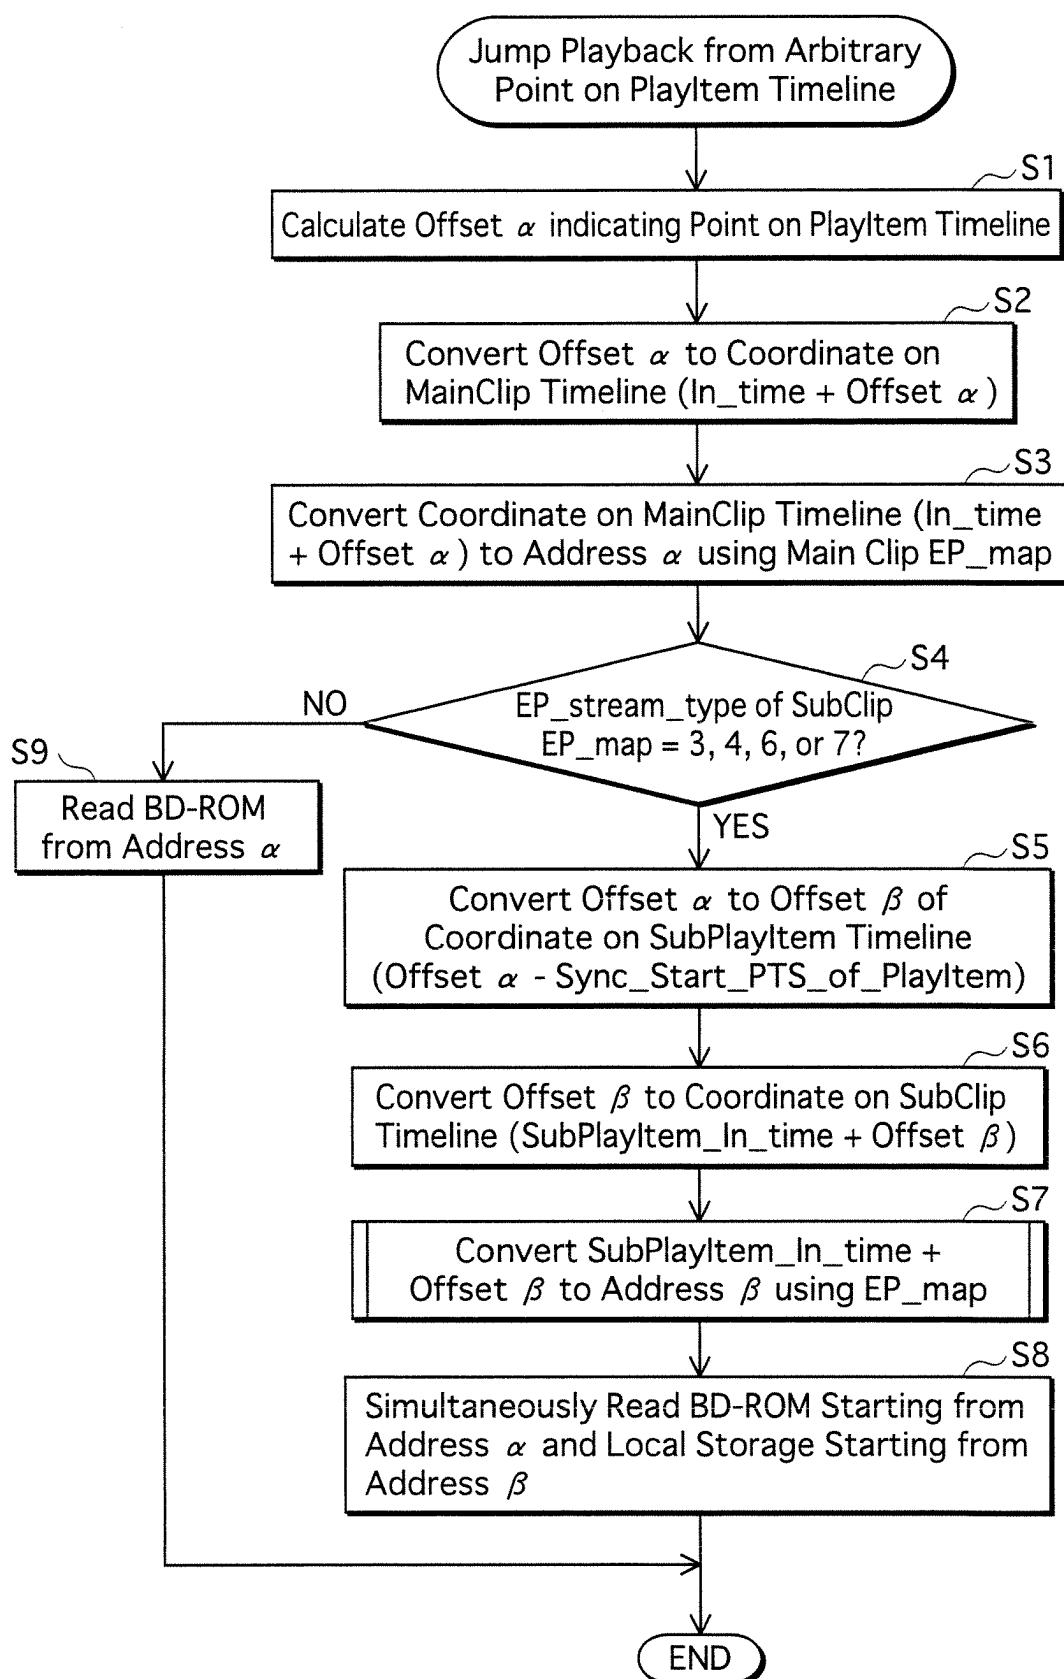 Jump Playback from Arbitrary
Point on PlayItem Timeline
S1
Calculate Offset α indicating Point on PlayItem Timeline
S2
Convert Offset α to Coordinate on
MainClip Timeline (In_time + Offset α)
S3
Convert Coordinate on MainClip Timeline (In_time
+ Offset α) to Address α using Main Clip EP_map
S4
EP_stream_type of SubClip
EP_map = 3, 4, 6, or 7?
NO
S9
Read BD-ROM
from Address α
YES
S5
Convert Offset α to Offset β of
Coordinate on SubPlayItem Timeline
(Offset α - Sync_Start_PTS_of_PlayItem)
S6
Convert Offset β to Coordinate on SubClip
Timeline (SubPlayItem_In_time + Offset β)
S7
Convert SubPlayItem_In_time +
Offset β to Address β using EP_map
S8
Simultaneously Read BD-ROM Starting from
Address α and Local Storage Starting from
Address β
END